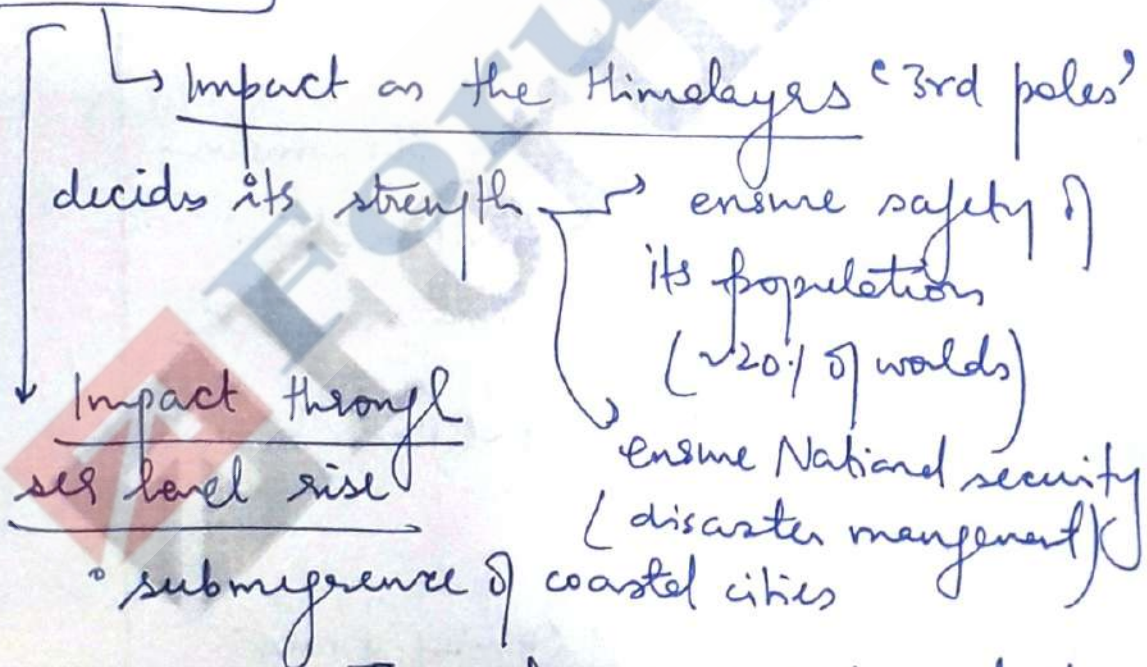 Impact on the Himalayas '3rd poles'
decides its strength
ensure safety of
its population
(~20% of worlds)
ensure National security
(disaster mangement)
Impact through
sea level rise
° submergence of coastal cities